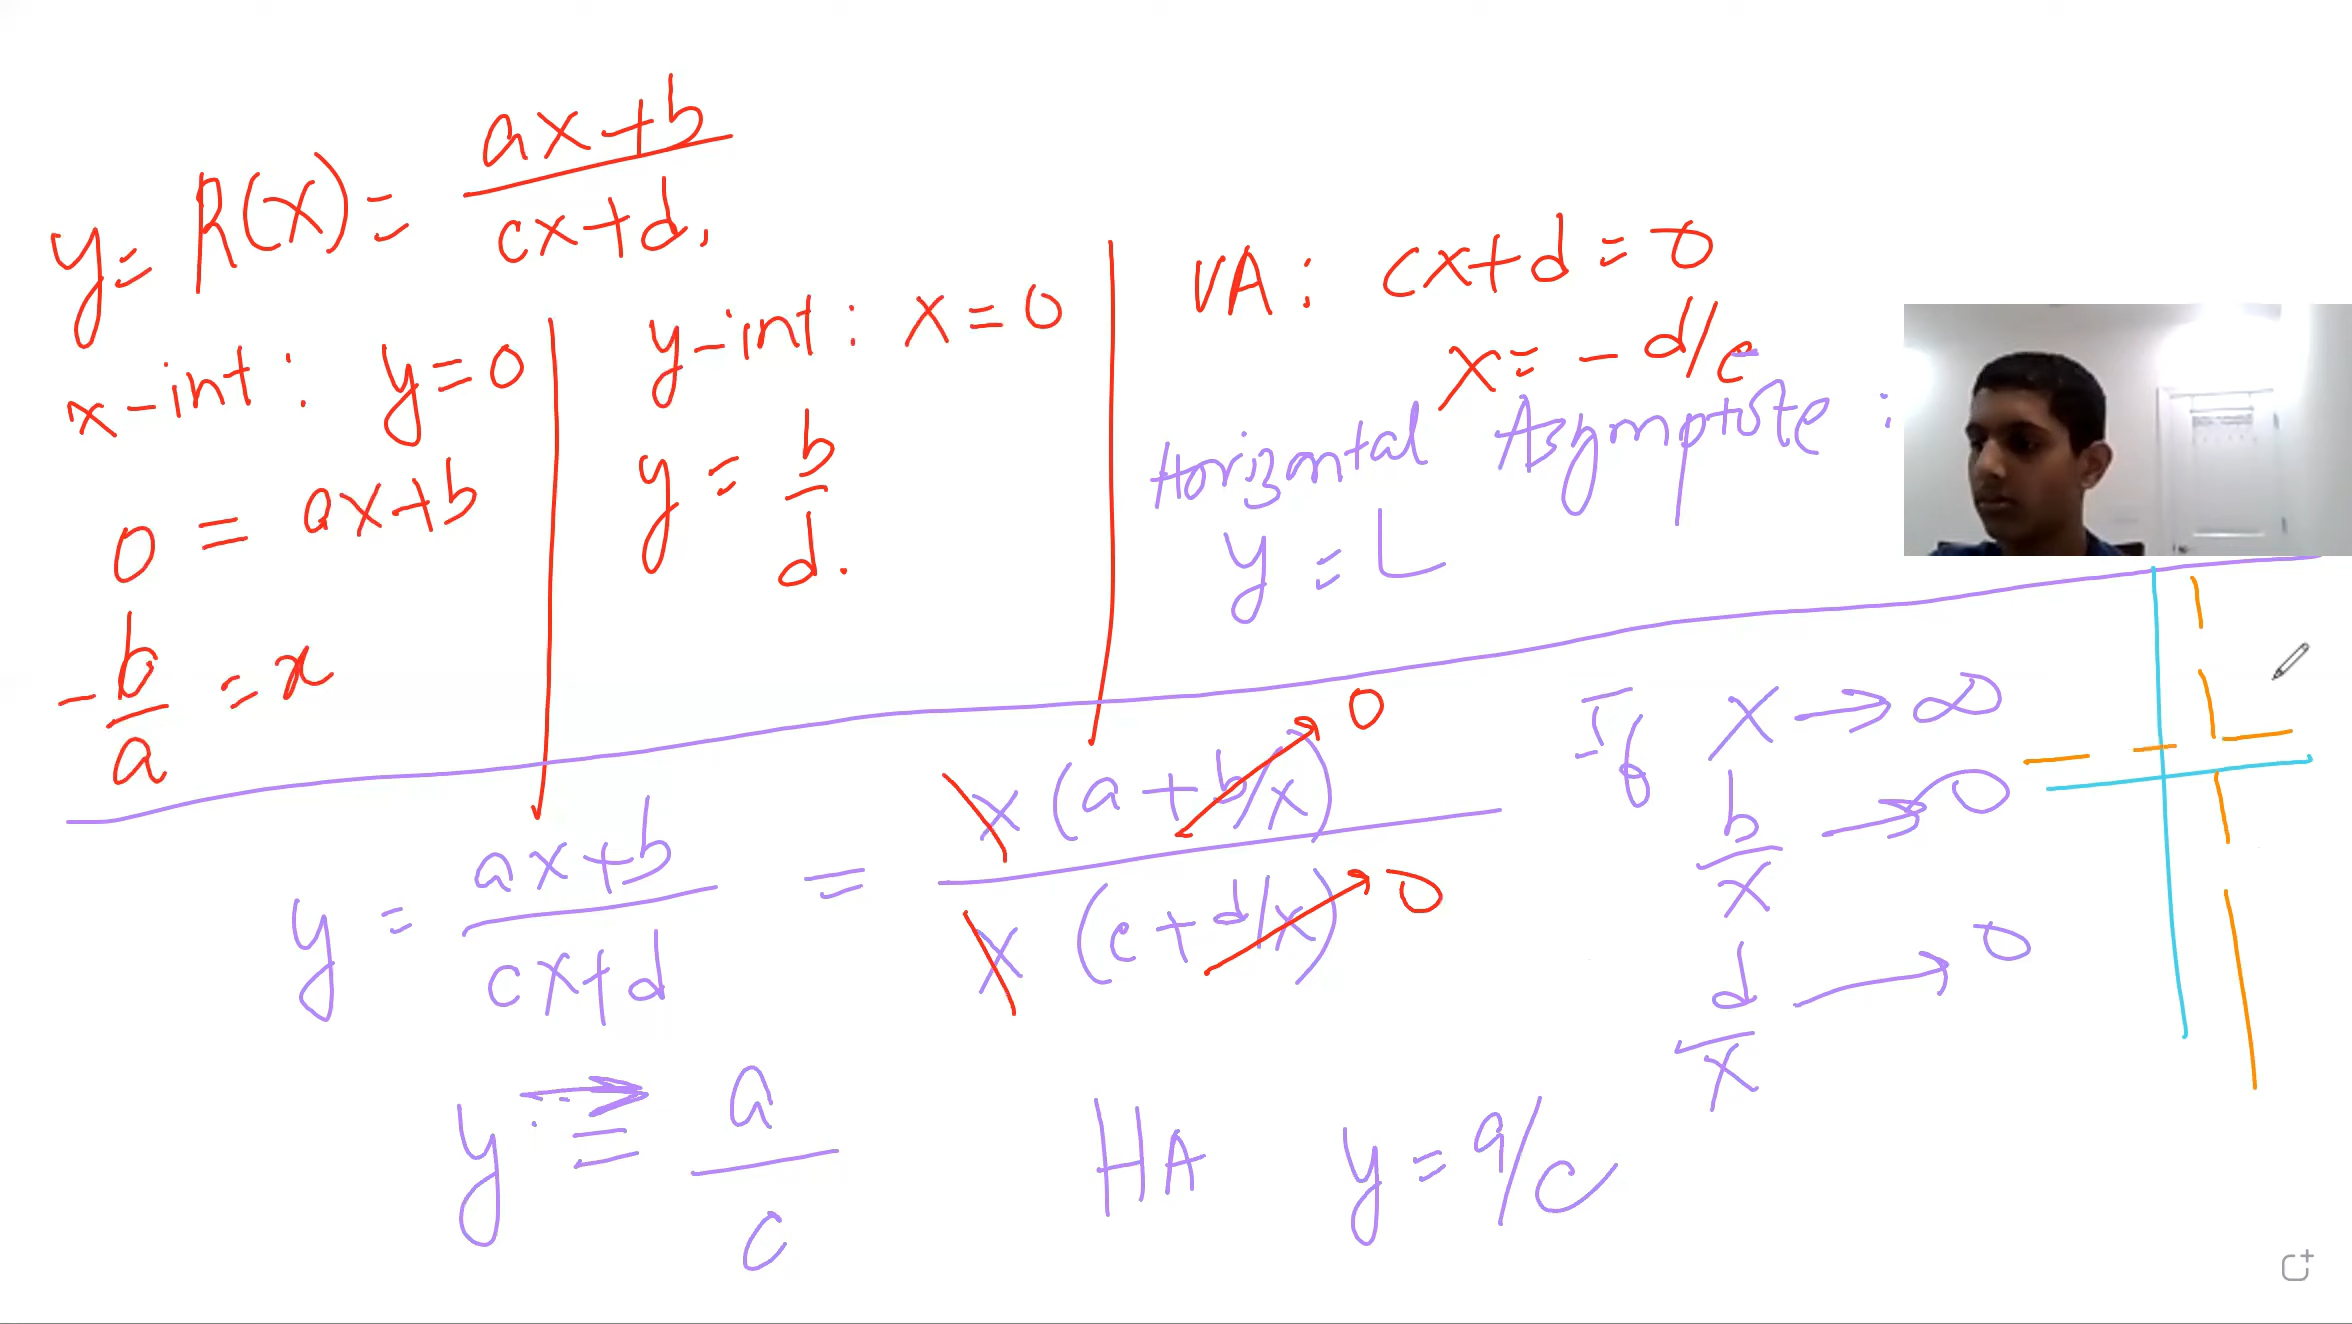 y = R(x) = ax+b / cx+d.
x-int : y=0
0 = ax+b
-b/a = x
y-int : x=0
y = b/d.
VA : cx+d = 0
x = - d/c
Horizontal Asymptote :
y = L
y = ax+b / cx+d = x (a + b/x) → 0 / x (c + d/x) → 0
y → = a/c
HA y = a/c
If x → ∞
b/x → 0
d/x → 0